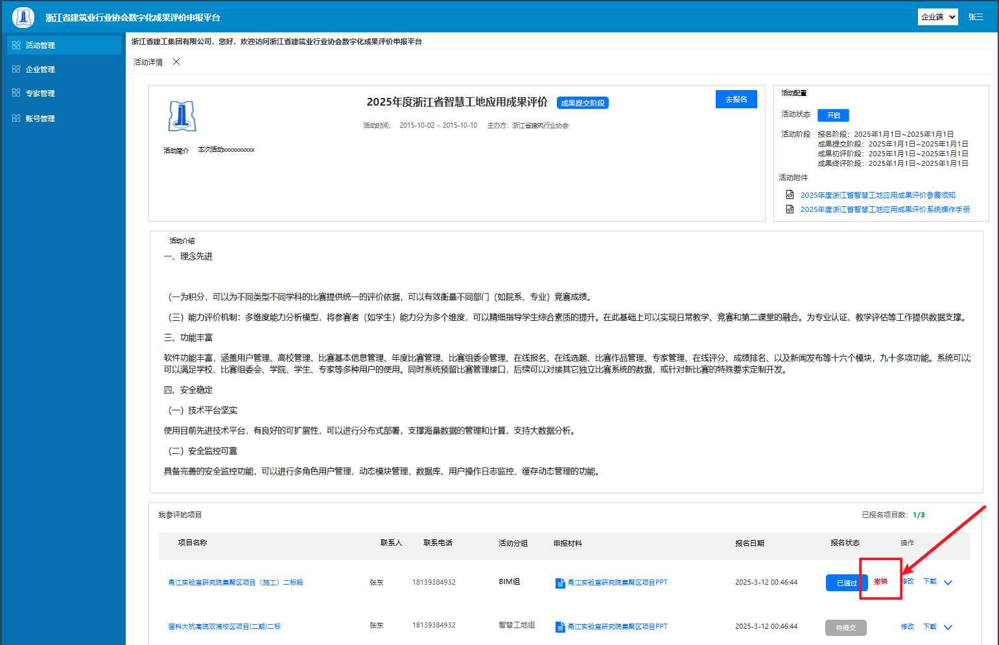 浙江省建筑业行业协会数字化成果评价申报平台
企业端
张三
活动管理
企业管理
专家管理
账号管理
浙江省建工集团有限公司，您好，欢迎访问浙江省建筑业行业协会数字化成果评价申报平台
活动详情
2025年度浙江省智慧工地应用成果评价 成果提交阶段
去报名
活动时间： 2015-10-02 ~ 2015-10-10 主办方：浙江省建筑行业协会
活动简介 本次活动xxxxxxxxxx
活动配置
活动状态 开启
活动阶段 报名阶段：2025年1月1日~2025年1月1日
成果提交阶段：2025年1月1日~2025年1月1日
成果初评阶段：2025年1月1日~2025年1月1日
成果终评阶段：2025年1月1日~2025年1月1日
活动附件
2025年度浙江省智慧工地应用成果评价参赛须知
2025年度浙江省智慧工地应用成果评价系统操作手册
活动介绍
一、理念先进
（一为积分，可以为不同类型不同学科的比赛提供统一的评价依据，可以有效衡量不同部门（如院系、专业）竞赛成绩。
（三）能力评价机制：多维度能力分析模型，将参赛者（如学生）能力分为多个维度，可以精细指导学生综合素质的提升。在此基础上可以实现日常教学、竞赛和第二课堂的融合。为专业认证、教学评估等工作提供数据支撑。
三、功能丰富
软件功能丰富，涵盖用户管理、高校管理、比赛基本信息管理、年度比赛管理、比赛组委会管理、在线报名、在线选题、比赛作品管理、专家管理、在线评分、成绩排名、以及新闻发布等十六个模块，九十多项功能。系统可以
可以满足学校、比赛组委会、学院、学生、专家等多种用户的使用。同时系统预留比赛管理接口，后续可以对接其它独立比赛系统的数据，或针对新比赛的特殊要求定制开发。
四、安全稳定
（一）技术平台坚实
使用目前先进技术平台，有良好的可扩展性，可以进行分布式部署，支撑海量数据的管理和计算，支持大数据分析。
（二）安全监控可靠
具备完善的安全监控功能，可以进行多角色用户管理，动态模块管理，数据库、用户操作日志监控，缓存动态管理的功能。
我参评的项目
已报名项目数：1/3
项目名称 联系人 联系电话 活动分组 申报材料 报名日期 报名状态 操作
甬江实验室研究院集聚区项目（施工）二标段 张东 18139384932 BIM组 甬江实验室研究院集聚区项目PPT 2025-3-12 00:46:44 已通过 撤销 修改 下载
国科大杭高院双浦校区项目(二期)二标 张东 18139384932 智慧工地组 甬江实验室研究院集聚区项目PPT 2025-3-12 00:46:44 待提交 修改 下载